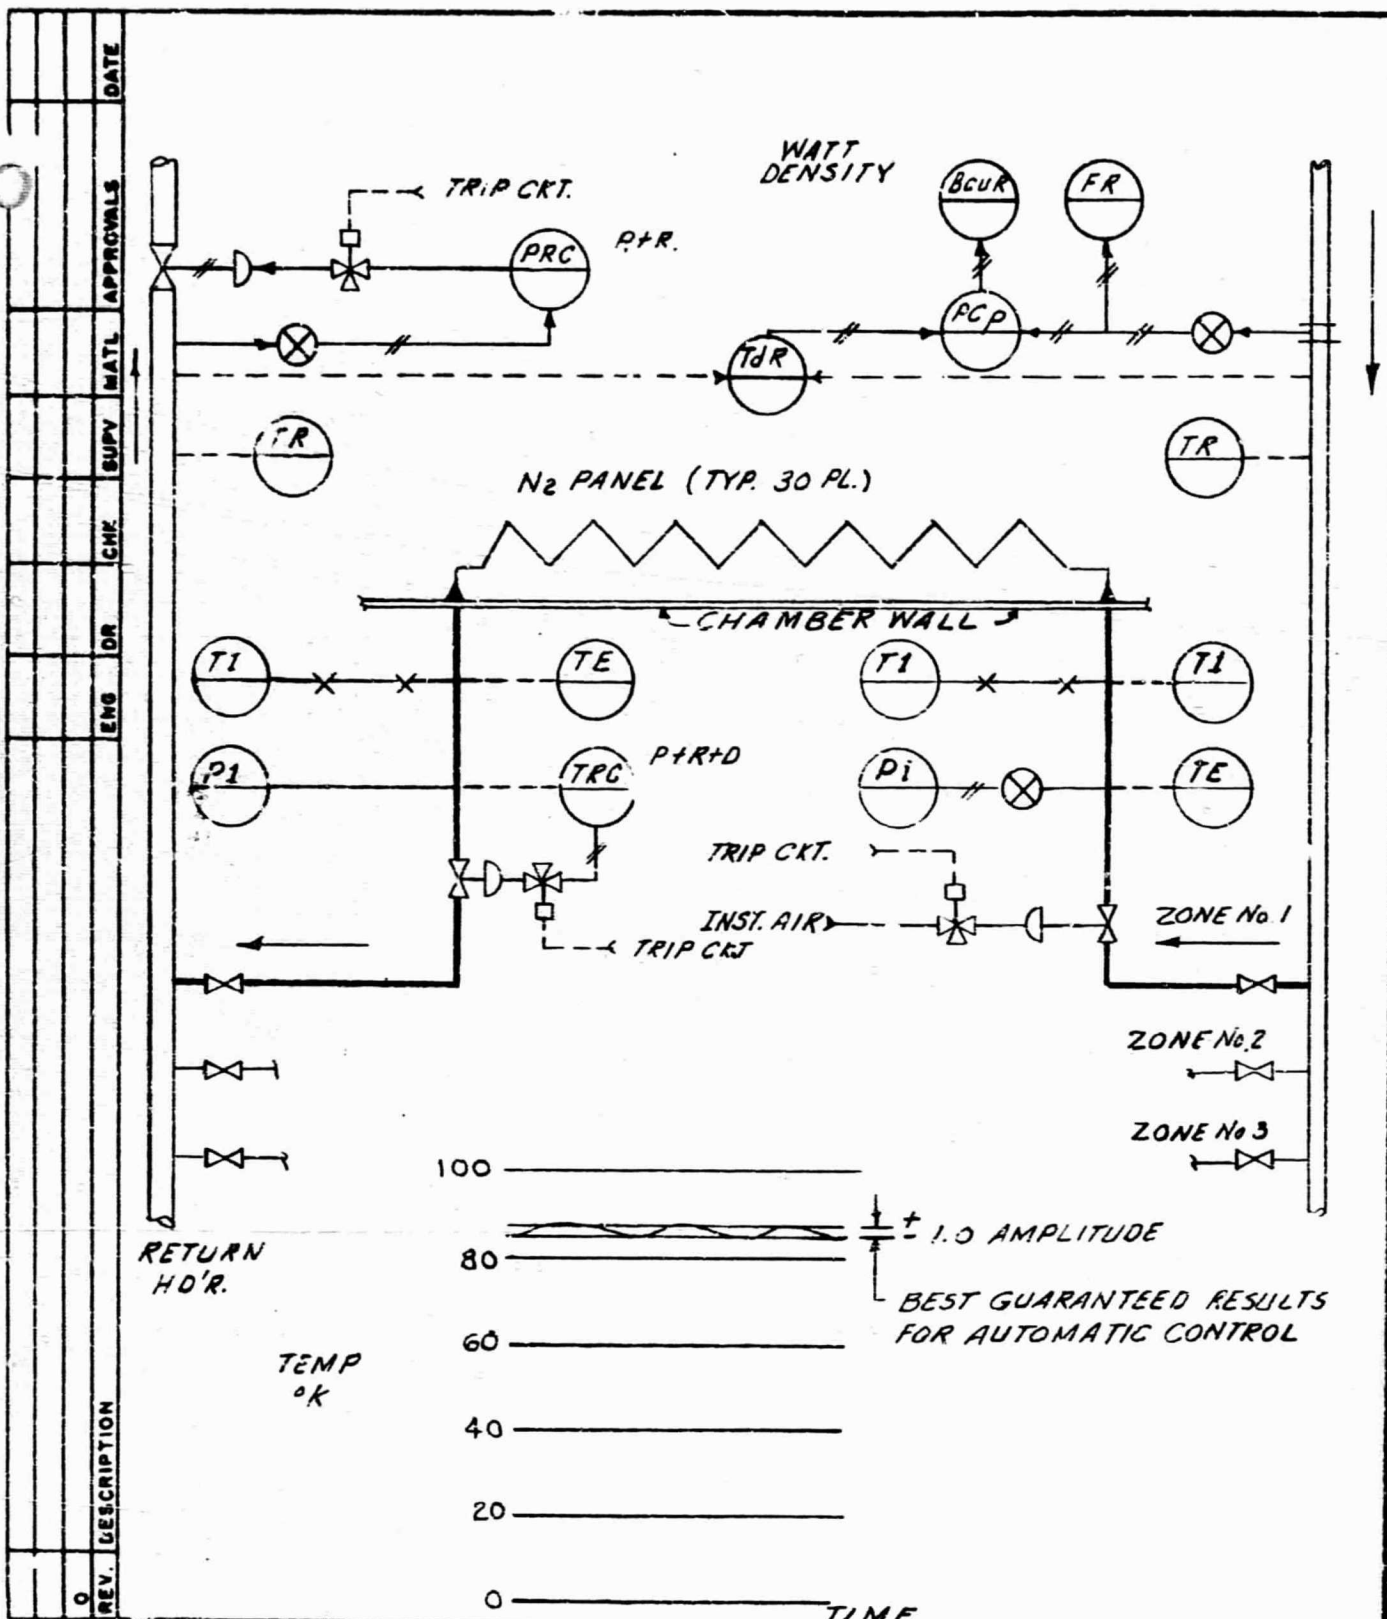 DATE
APPROVALS
MATL
SUPV
CHK
DR
ENG
DESCRIPTION
REV.
0
WATT
DENSITY
BCUR
FR
TRIP CKT.
PRC
P+R.
PCP
TdR
TR
TR
N2 PANEL (TYP. 30 PL.)
CHAMBER WALL
TI
TE
T1
T1
P1
TRC
P+R+D
Pi
TE
TRIP CKT.
INST. AIR
ZONE No. 1
TRIP CKT
ZONE No. 2
ZONE No 3
100
± 1.0 AMPLITUDE
RETURN
HD'R.
80
BEST GUARANTEED RESULTS
FOR AUTOMATIC CONTROL
60
TEMP
°K
40
20
0
TIME